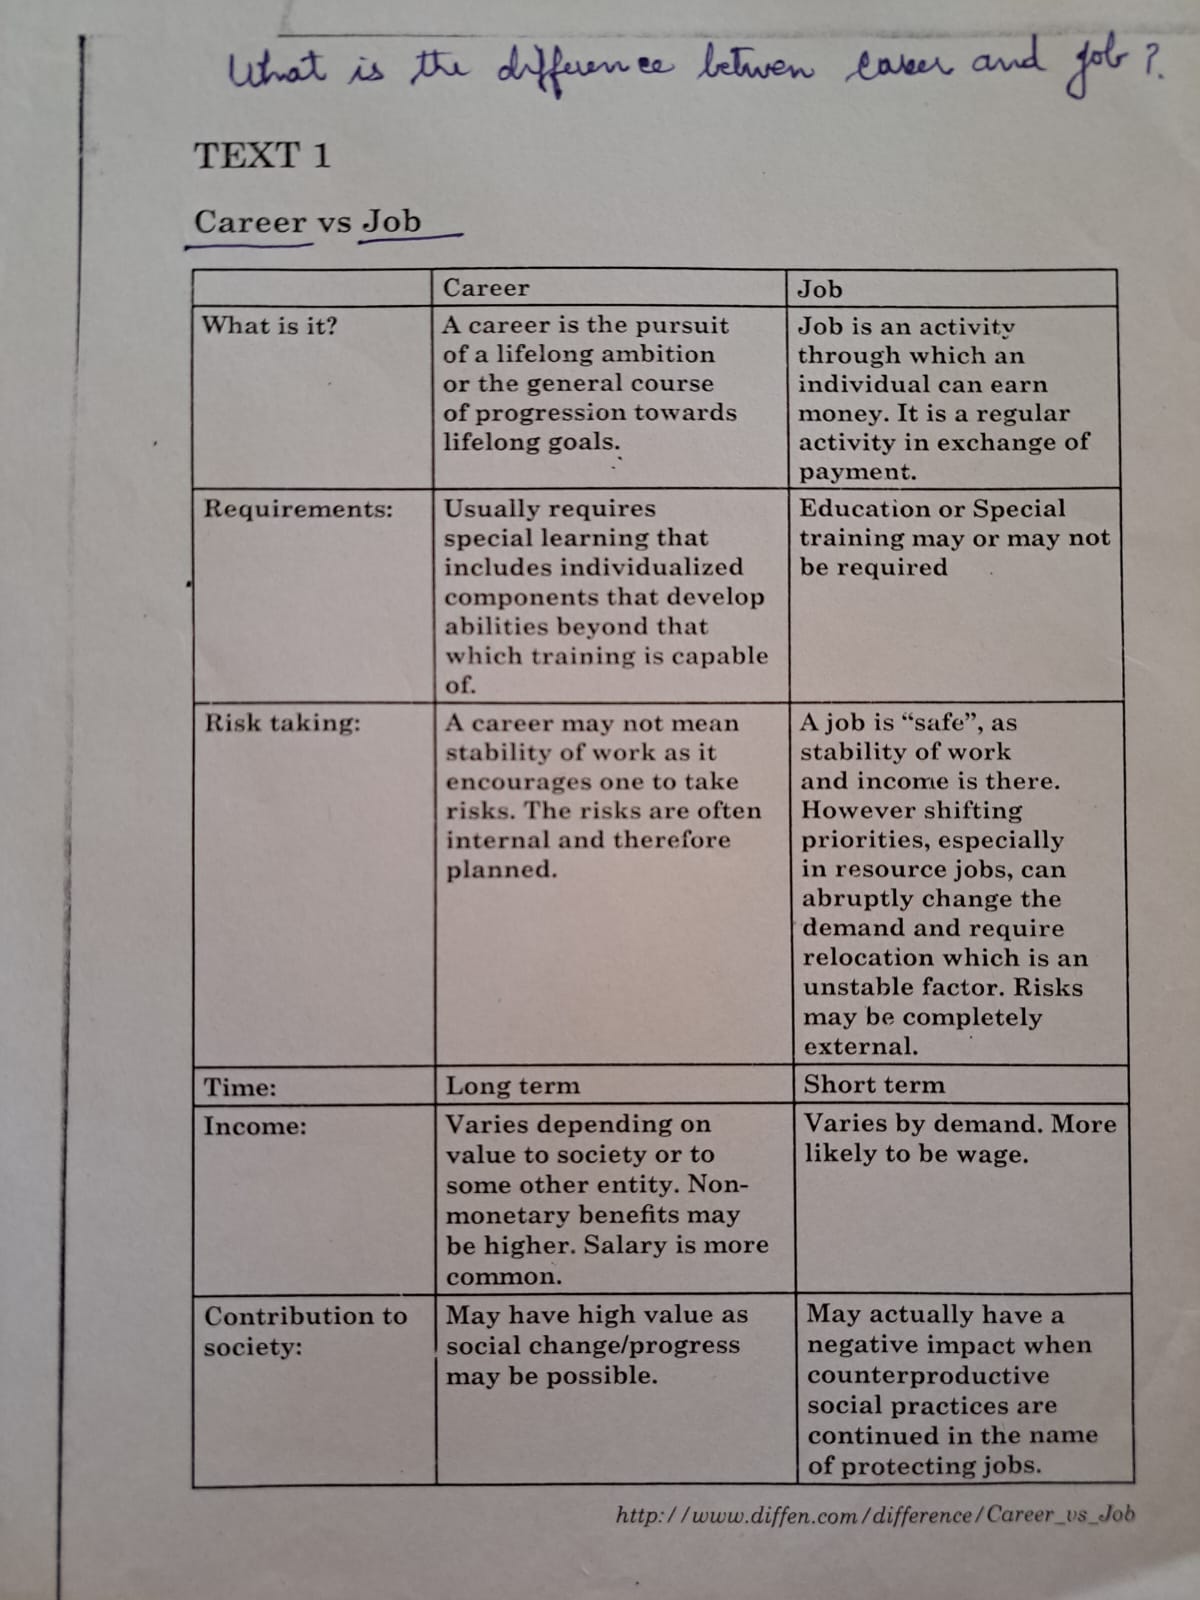 What is the difference between career and job?
TEXT 1
Career vs Job
Career
Job
What is it?
A career is the pursuit
of a lifelong ambition
or the general course
of progression towards
lifelong goals.
Job is an activity
through which an
individual can earn
money. It is a regular
activity in exchange of
payment.
Requirements:
Usually requires
special learning that
includes individualized
components that develop
abilities beyond that
which training is capable
of.
Education or Special
training may or may not
be required
Risk taking:
A career may not mean
stability of work as it
encourages one to take
risks. The risks are often
internal and therefore
planned.
A job is “safe”, as
stability of work
and income is there.
However shifting
priorities, especially
in resource jobs, can
abruptly change the
demand and require
relocation which is an
unstable factor. Risks
may be completely
external.
Time:
Long term
Short term
Income:
Varies depending on
value to society or to
some other entity. Non-
monetary benefits may
be higher. Salary is more
common.
Varies by demand. More
likely to be wage.
Contribution to
society:
May have high value as
social change/progress
may be possible.
May actually have a
negative impact when
counterproductive
social practices are
continued in the name
of protecting jobs.
http://www.diffen.com/difference/Career_vs_Job